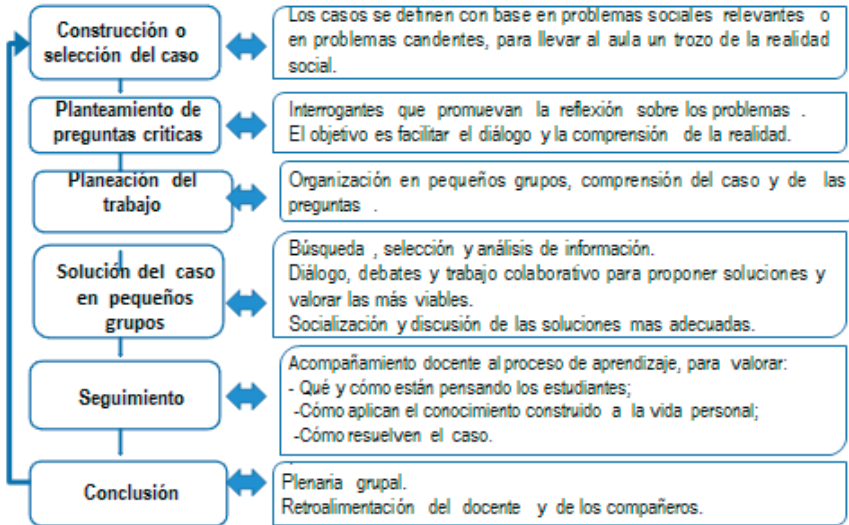 Construcción o
selección del caso
Los casos se definen con base en problemas sociales relevantes o
en problemas candentes, para llevar al aula un trozo de la realidad
social.
Planteamiento de
preguntas criticas
Interrogantes que promuevan la reflexión sobre los problemas .
El objetivo es facilitar el diálogo y la comprensión de la realidad.
Planeación del
trabajo
Organización en pequeños grupos, comprensión del caso y de las
preguntas .
Solución del caso
en pequeños
grupos
Búsqueda , selección y análisis de información.
Diálogo, debates y trabajo colaborativo para proponer soluciones y
valorar las más viables.
Socialización y discusión de las soluciones mas adecuadas.
Seguimiento
Acompañamiento docente al proceso de aprendizaje, para valorar:
- Qué y cómo están pensando los estudiantes;
-Cómo aplican el conocimiento construido a la vida personal;
-Cómo resuelven el caso.
Conclusión
Plenaria grupal.
Retroalimentación del docente y de los compañeros.